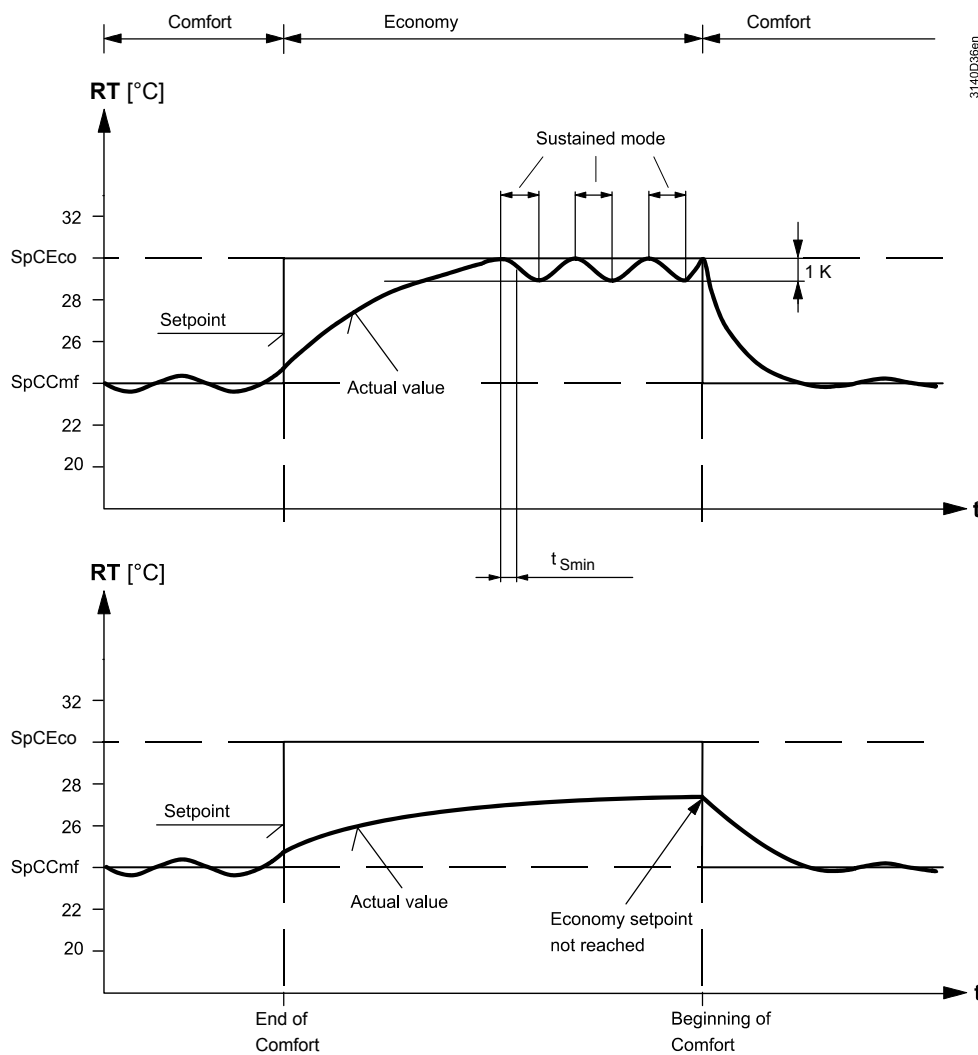 Comfort
Economy
Comfort
3140D36en
RT [°C]
Sustained mode
32
SpCEco
1 K
28
Setpoint
26
Actual value
SpCCmf
22
20
t
t Smin
RT [°C]
32
SpCEco
28
Setpoint
26
SpCCmf
Actual value
22
Economy setpoint
not reached
20
t
End of
Comfort
Beginning of
Comfort